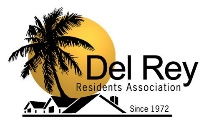 Del Rey
Residents Association
Since 1972